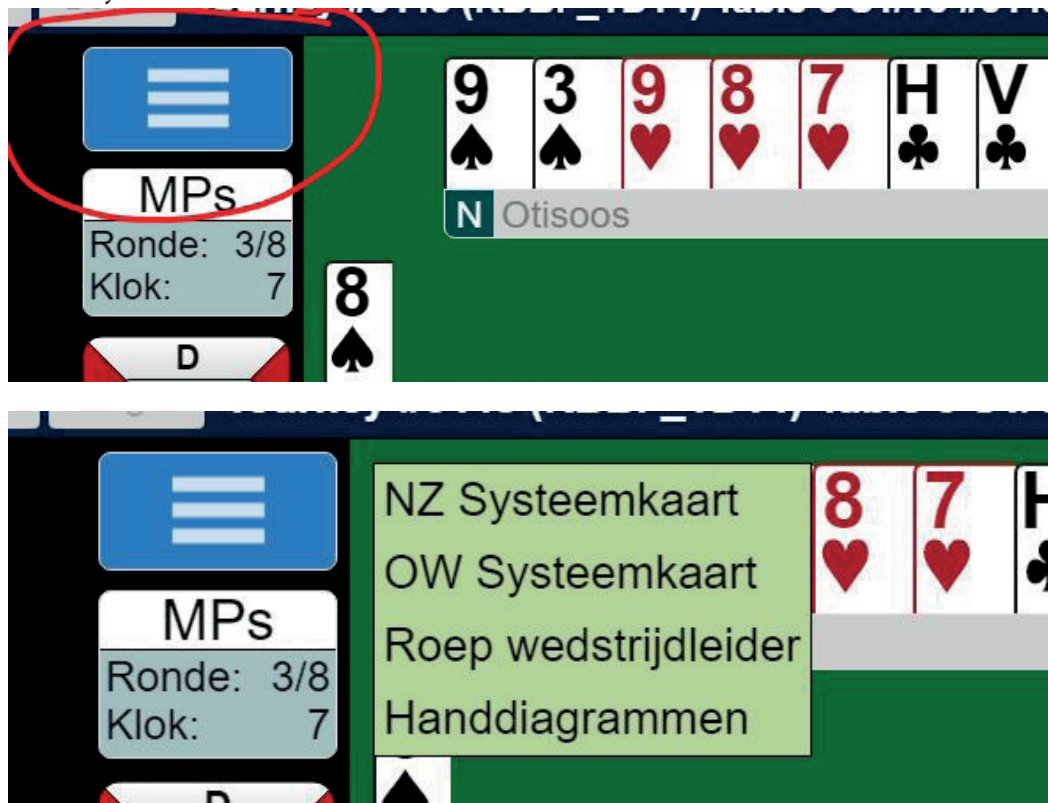 9 3 9 8 7 H V
MPs
N Otisoos
Ronde: 3/8
Klok: 7
8
D
NZ Systeemkaart
8 7 H
OW Systeemkaart
MPs
Roep wedstrijdleider
Ronde: 3/8
Handdiagrammen
Klok: 7
D